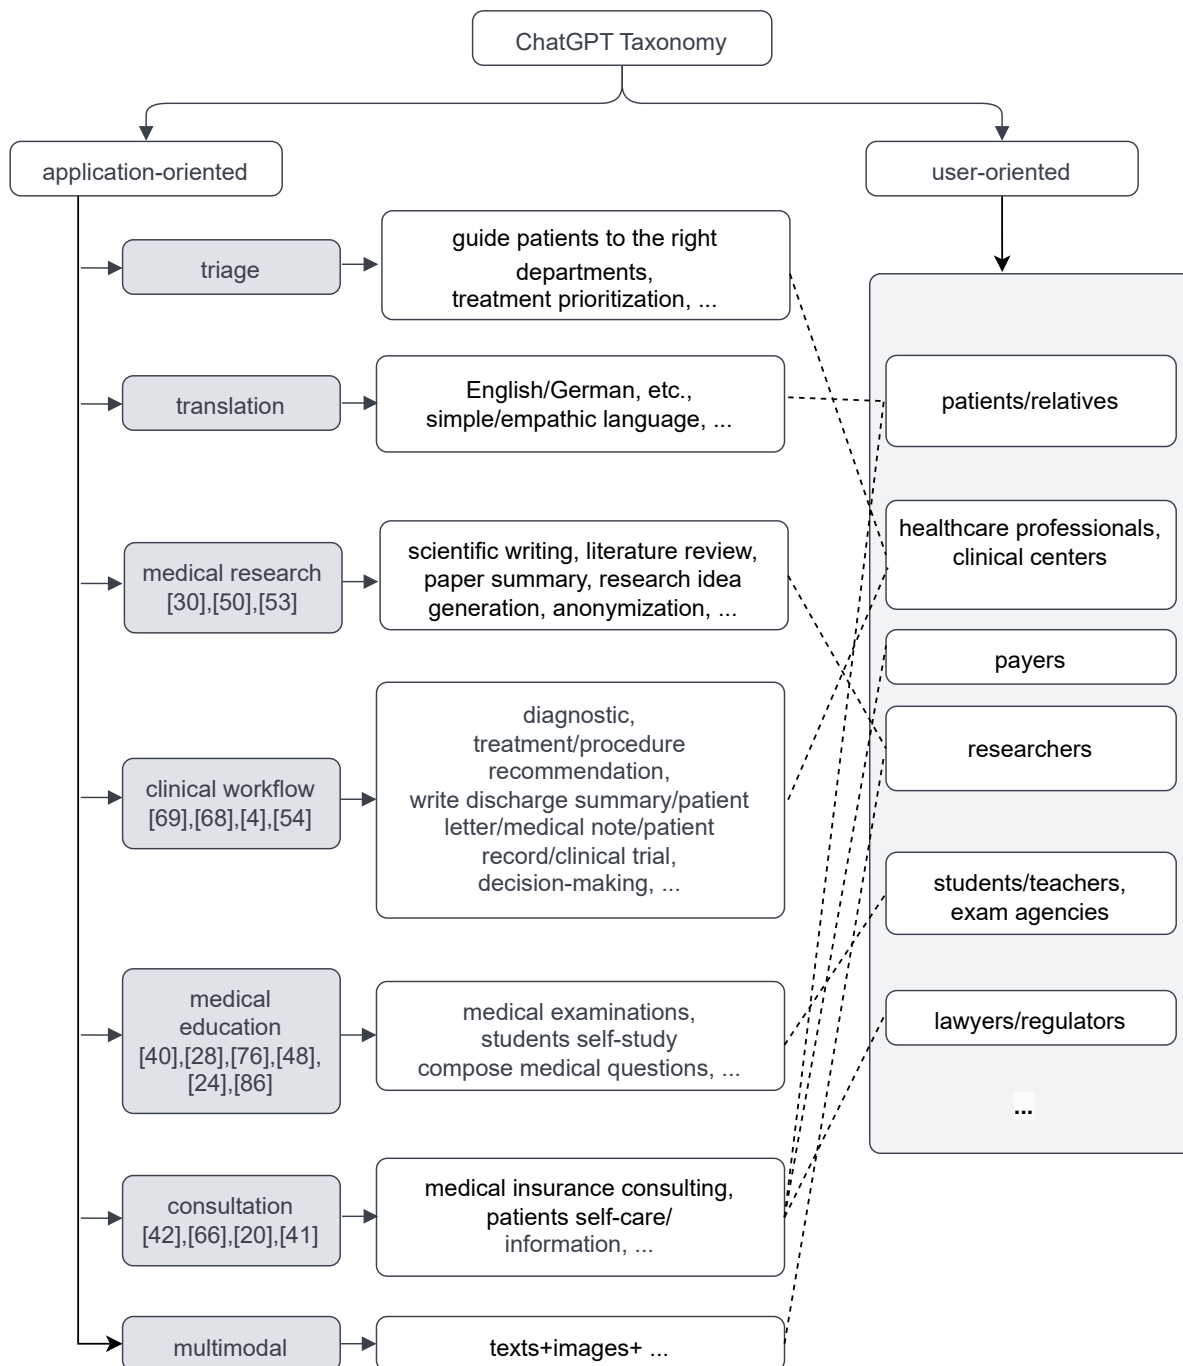 ChatGPT Taxonomy
application-oriented
user-oriented
triage
guide patients to the right
departments,
treatment prioritization, ...
translation
English/German, etc.,
simple/empathic language, ...
medical research
[30],[50],[53]
scientific writing, literature review,
paper summary, research idea
generation, anonymization, ...
clinical workflow
[69],[68],[4],[54]
diagnostic,
treatment/procedure
recommendation,
write discharge summary/patient
letter/medical note/patient
record/clinical trial,
decision-making, ...
medical
education
[40],[28],[76],[48],
[24],[86]
medical examinations,
students self-study
compose medical questions, ...
consultation
[42],[66],[20],[41]
medical insurance consulting,
patients self-care/
information, ...
multimodal
texts+images+ ...
patients/relatives
healthcare professionals,
clinical centers
payers
researchers
students/teachers,
exam agencies
lawyers/regulators
...